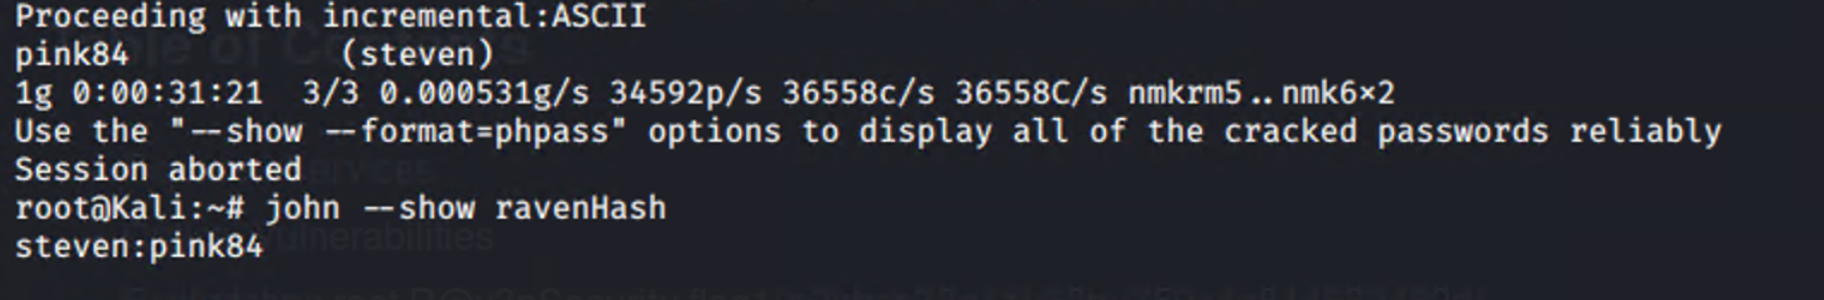 Proceeding with incremental:ASCII
pink84 (steven)
1g 0:00:31:21 3/3 0.000531g/s 34592p/s 36558c/s 36558C/s nmkrm5..nmk6×2
Use the "--show --format=phpass" options to display all of the cracked passwords reliably
Session aborted
root@Kali:~# john --show ravenHash
steven:pink84